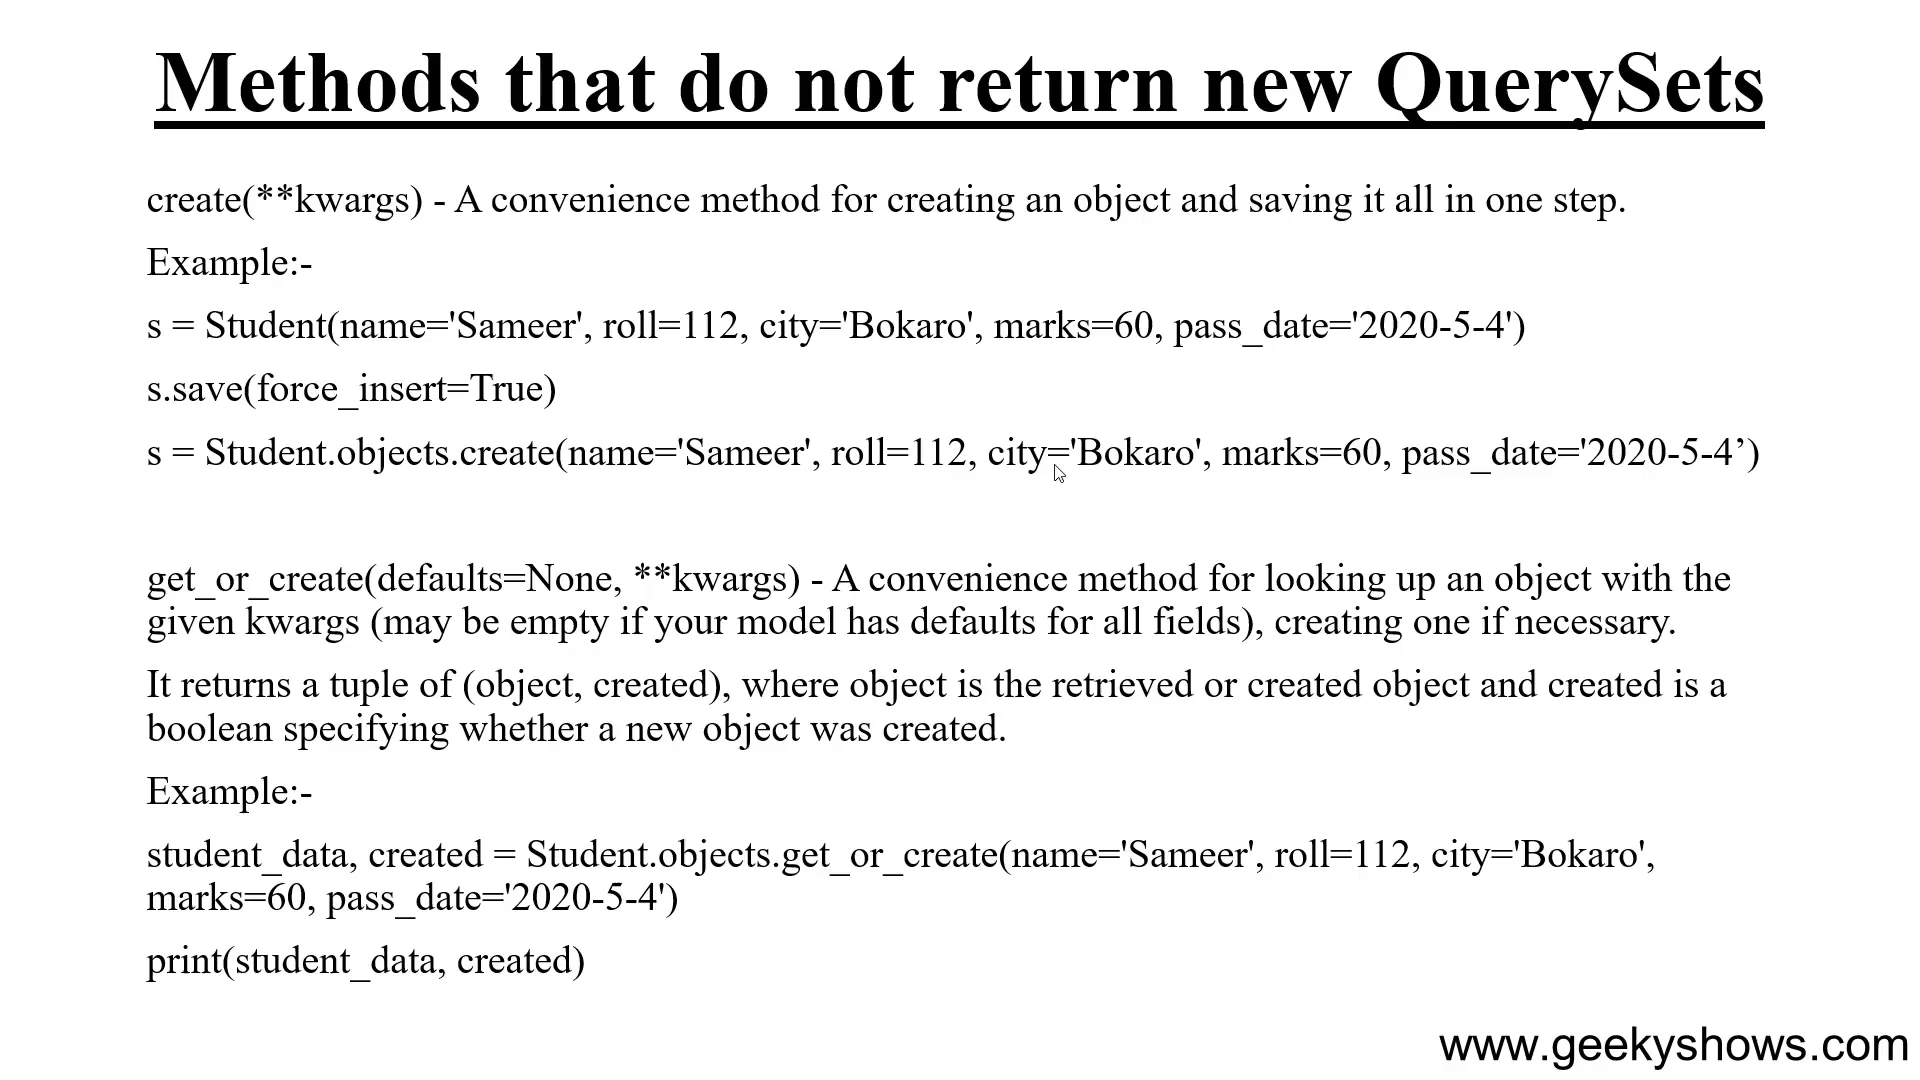 Methods that do not return new QuerySets
create(**kwargs) - A convenience method for creating an object and saving it all in one step.
Example:-
s = Student(name='Sameer', roll=112, city='Bokaro', marks=60, pass_date='2020-5-4')
s.save(force_insert=True)
s = Student.objects.create(name='Sameer', roll=112, city='Bokaro', marks=60, pass_date='2020-5-4’)
get_or_create(defaults=None, **kwargs) - A convenience method for looking up an object with the
given kwargs (may be empty if your model has defaults for all fields), creating one if necessary.
It returns a tuple of (object, created), where object is the retrieved or created object and created is a
boolean specifying whether a new object was created.
Example:-
student_data, created = Student.objects.get_or_create(name='Sameer', roll=112, city='Bokaro',
marks=60, pass_date='2020-5-4')
print(student_data, created)
www.geekyshows.com